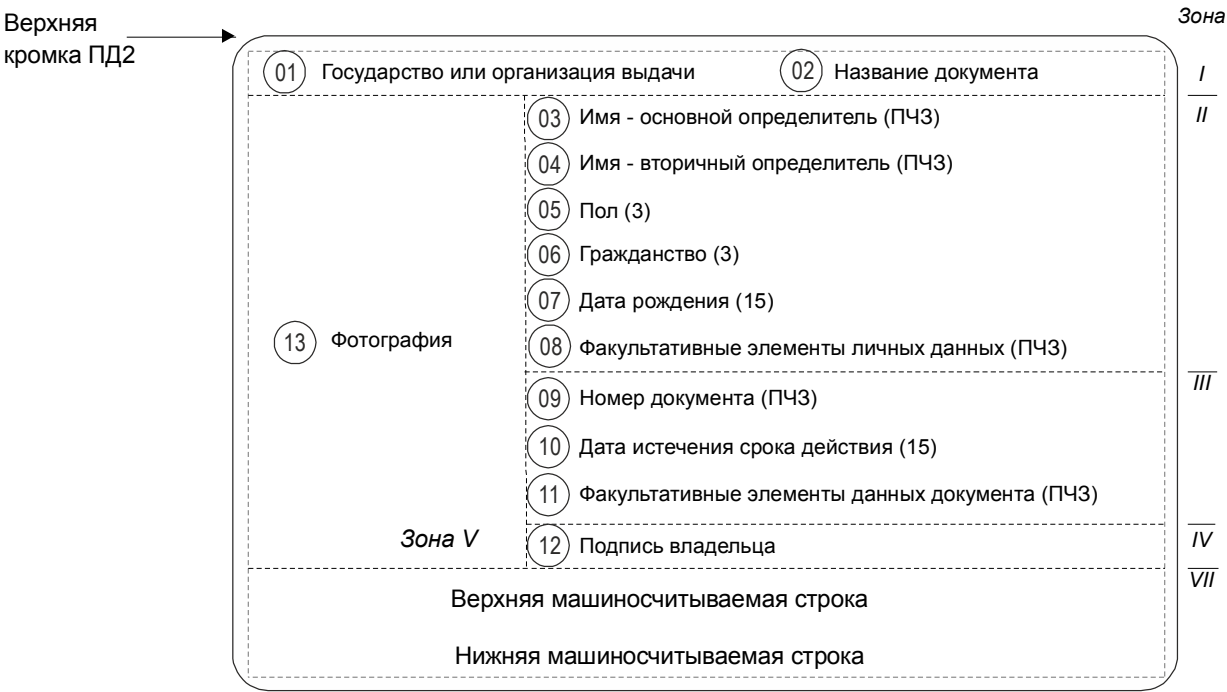 Зона
Верхняя
кромка ПД2
01 Государство или организация выдачи 02 Название документа I
03 Имя - основной определитель (ПЧЗ) II
04 Имя - вторичный определитель (ПЧЗ)
05 Пол (3)
06 Гражданство (3)
07 Дата рождения (15)
13 Фотография
08 Факультативные элементы личных данных (ПЧЗ)
III
09 Номер документа (ПЧЗ)
10 Дата истечения срока действия (15)
11 Факультативные элементы данных документа (ПЧЗ)
Зона V
12 Подпись владельца IV
VII
Верхняя машиносчитываемая строка
Нижняя машиносчитываемая строка